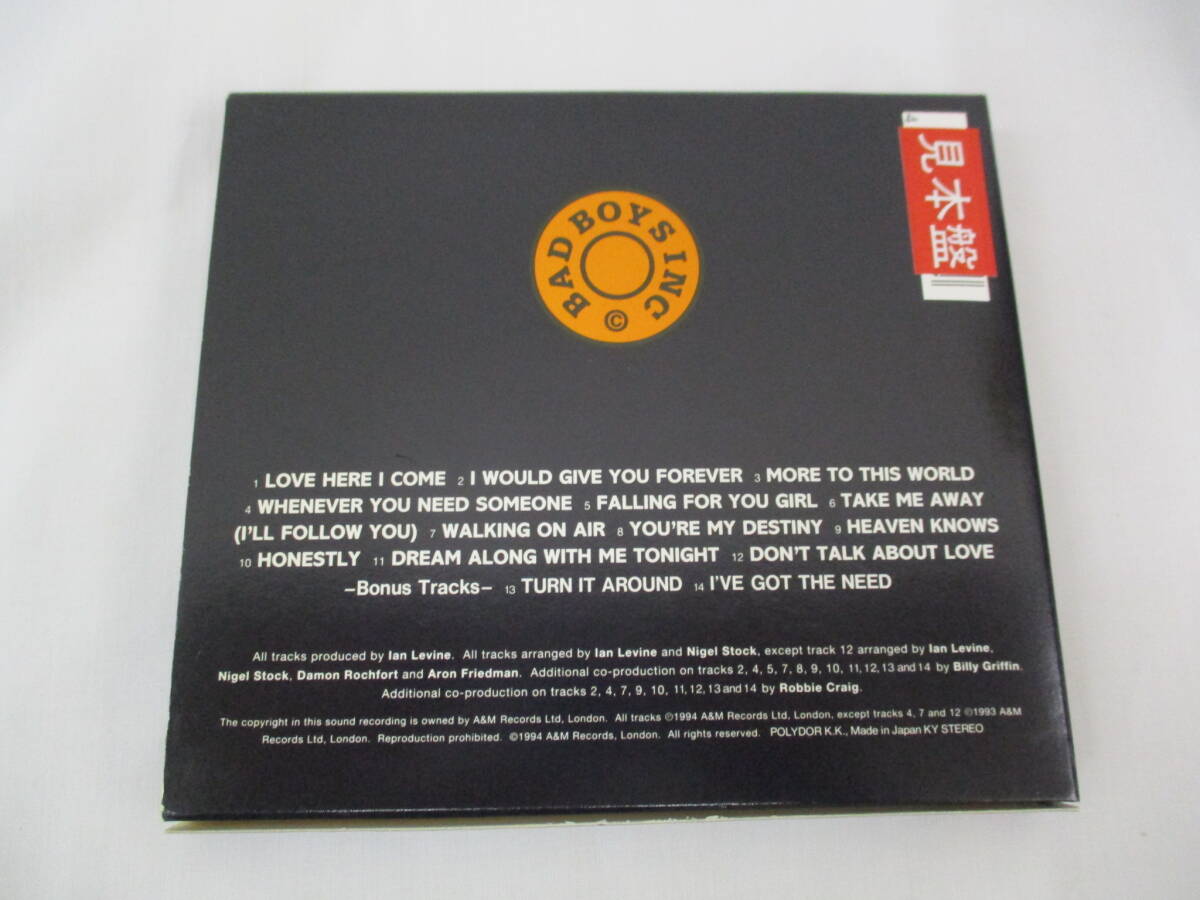 BAD BOYS INC ©
見本盤
1 LOVE HERE I COME 2 I WOULD GIVE YOU FOREVER 3 MORE TO THIS WORLD
4 WHENEVER YOU NEED SOMEONE 5 FALLING FOR YOU GIRL 6 TAKE ME AWAY
(I'LL FOLLOW YOU) 7 WALKING ON AIR 8 YOU'RE MY DESTINY 9 HEAVEN KNOWS
10 HONESTLY 11 DREAM ALONG WITH ME TONIGHT 12 DON'T TALK ABOUT LOVE
–Bonus Tracks– 13 TURN IT AROUND 14 I'VE GOT THE NEED
All tracks produced by Ian Levine. All tracks arranged by Ian Levine and Nigel Stock, except track 12 arranged by Ian Levine,
Nigel Stock, Damon Rochfort and Aron Friedman. Additional co-production on tracks 2, 4, 5, 7, 8, 9, 10, 11, 12, 13 and 14 by Billy Griffin.
Additional co-production on tracks 2, 4, 7, 9, 10, 11, 12, 13 and 14 by Robbie Craig.
The copyright in this sound recording is owned by A&M Records Ltd, London. All tracks ℗1994 A&M Records Ltd, London, except tracks 4, 7 and 12 ℗1993 A&M
Records Ltd, London. Reproduction prohibited. ©1994 A&M Records, London. All rights reserved. POLYDOR K.K., Made in Japan KY STEREO